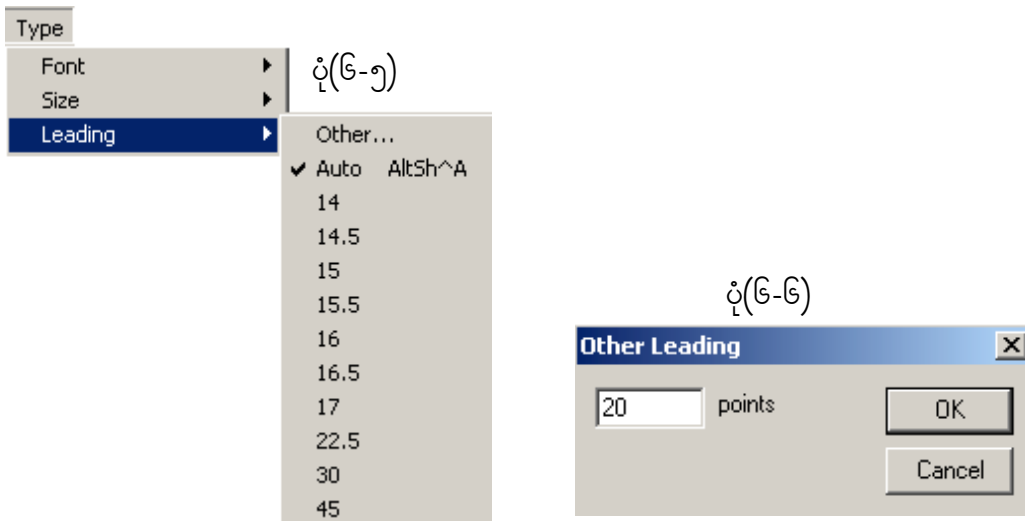 Type
Font
ပုံ(၆-၅)
Size
Leading
Other...
Auto AltSh^A
14
14.5
15
15.5
16
16.5
17
22.5
30
45
ပုံ(၆-၆)
Other Leading
20 points
OK
Cancel